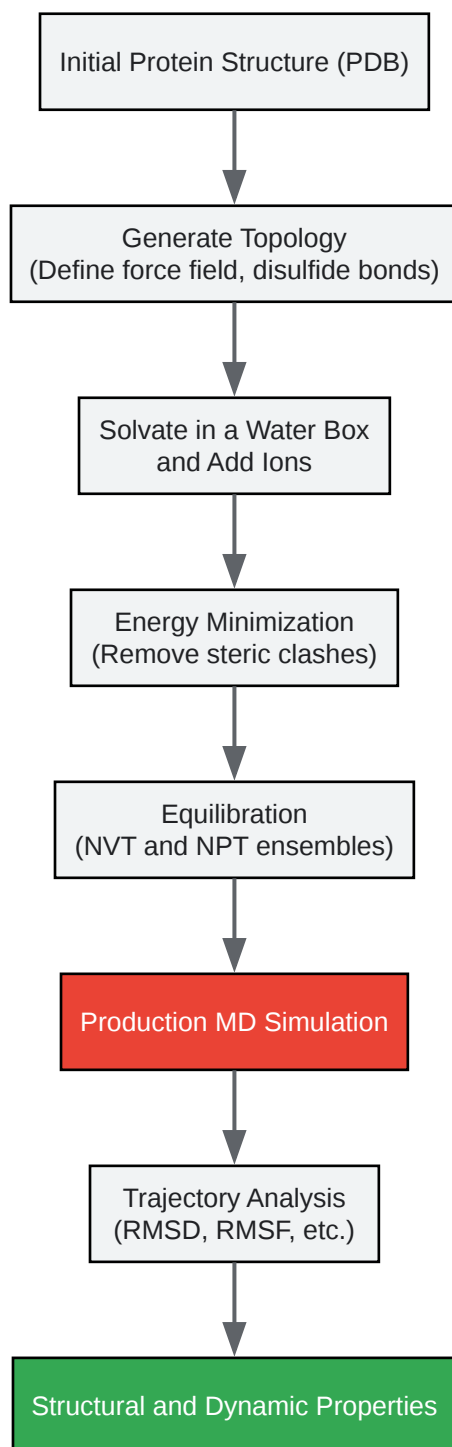 Initial Protein Structure (PDB)
Generate Topology
(Define force field, disulfide bonds)
Solvate in a Water Box
and Add Ions
Energy Minimization
(Remove steric clashes)
Equilibration
(NVT and NPT ensembles)
Production MD Simulation
Trajectory Analysis
(RMSD, RMSF, etc.)
Structural and Dynamic Properties